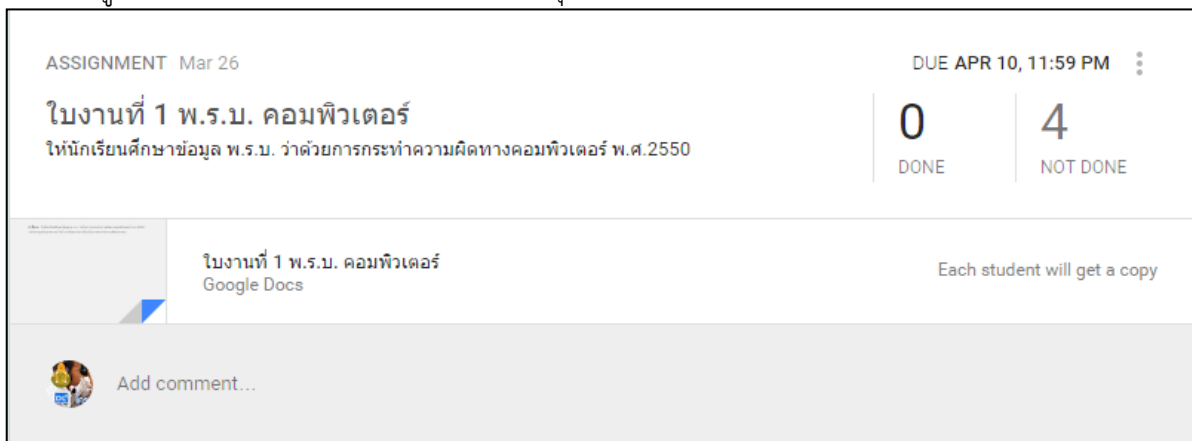 ASSIGNMENT Mar 26
DUE APR 10, 11:59 PM
ใบงานที่ 1 พ.ร.บ. คอมพิวเตอร์
ให้นักเรียนศึกษาข้อมูล พ.ร.บ. ว่าด้วยการกระทำความผิดทางคอมพิวเตอร์ พ.ศ.2550
0
DONE
4
NOT DONE
ใบงานที่ 1 พ.ร.บ. คอมพิวเตอร์
Google Docs
Each student will get a copy
Add comment...